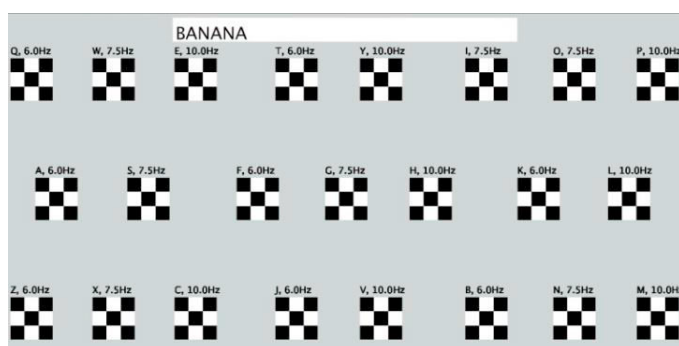 BANANA
Q, 6.0Hz W, 7.5Hz E, 10.0Hz T, 6.0Hz Y, 10.0Hz I, 7.5Hz O, 7.5Hz P, 10.0Hz
A, 6.0Hz S, 7.5Hz F, 6.0Hz G, 7.5Hz H, 10.0Hz K, 6.0Hz L, 10.0Hz
Z, 6.0Hz X, 7.5Hz C, 10.0Hz J, 6.0Hz V, 10.0Hz B, 6.0Hz N, 7.5Hz M, 10.0H